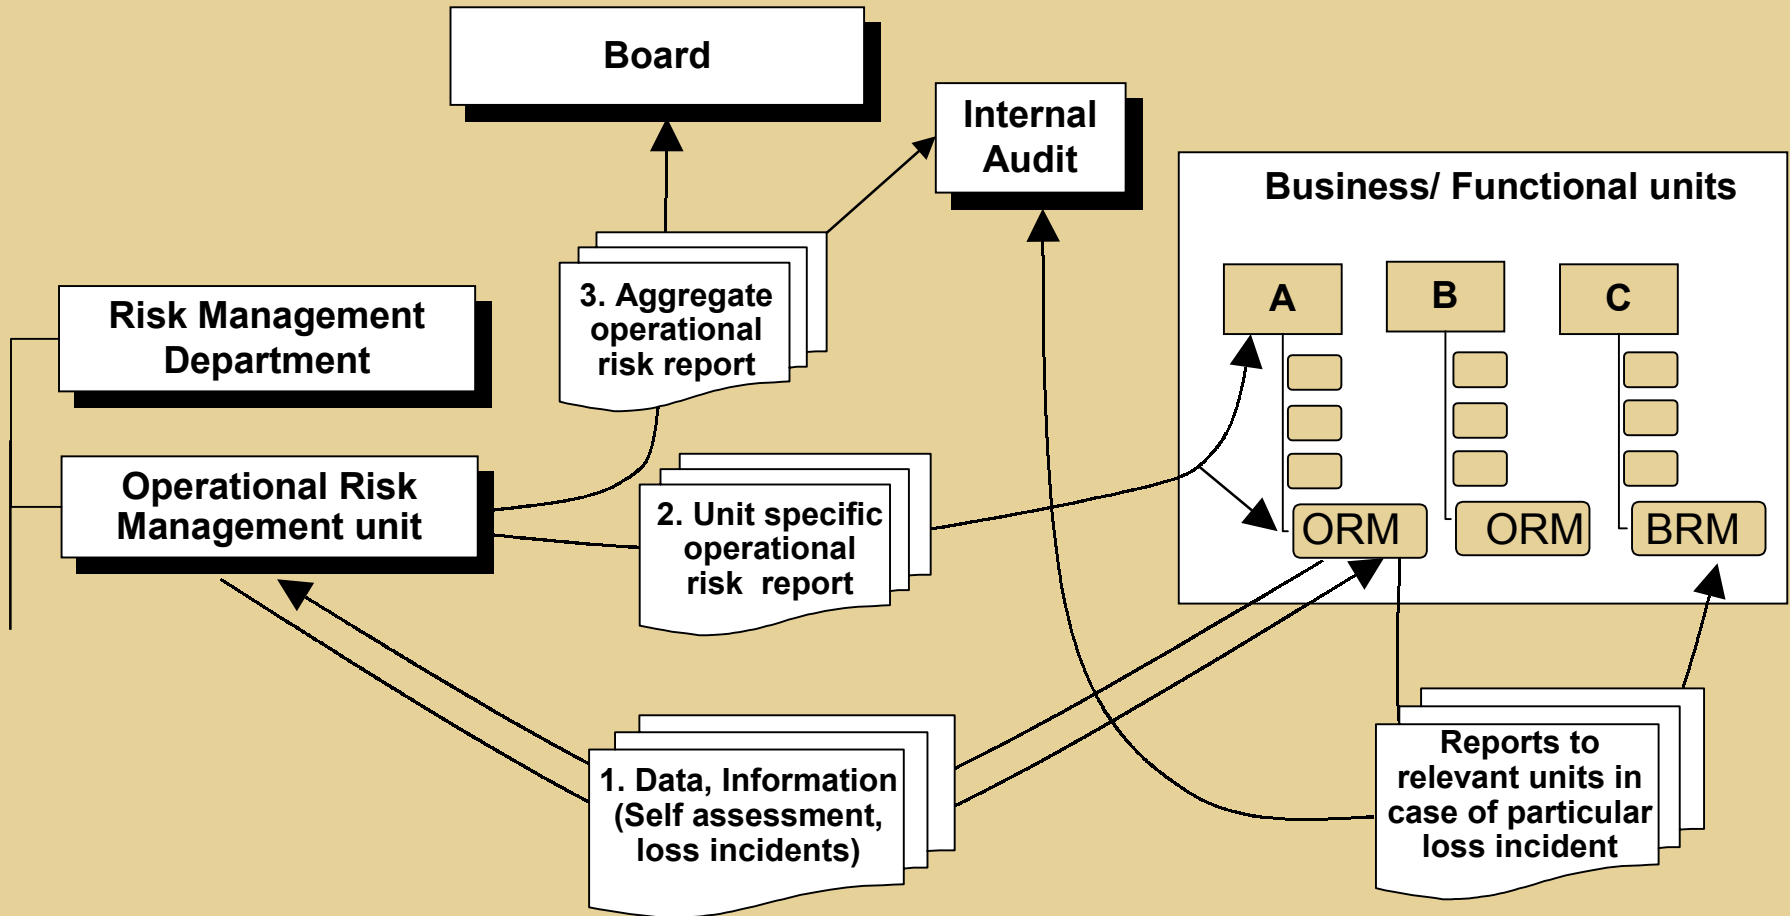 Board
Internal
Audit
Business/ Functional units
A
B
C
3. Aggregate
operational
risk report
Risk Management
Department
Operational Risk
Management unit
2. Unit specific
operational
risk report
ORM
ORM
BRM
1. Data, Information
(Self assessment,
loss incidents)
Reports to
relevant units in
case of particular
loss incident